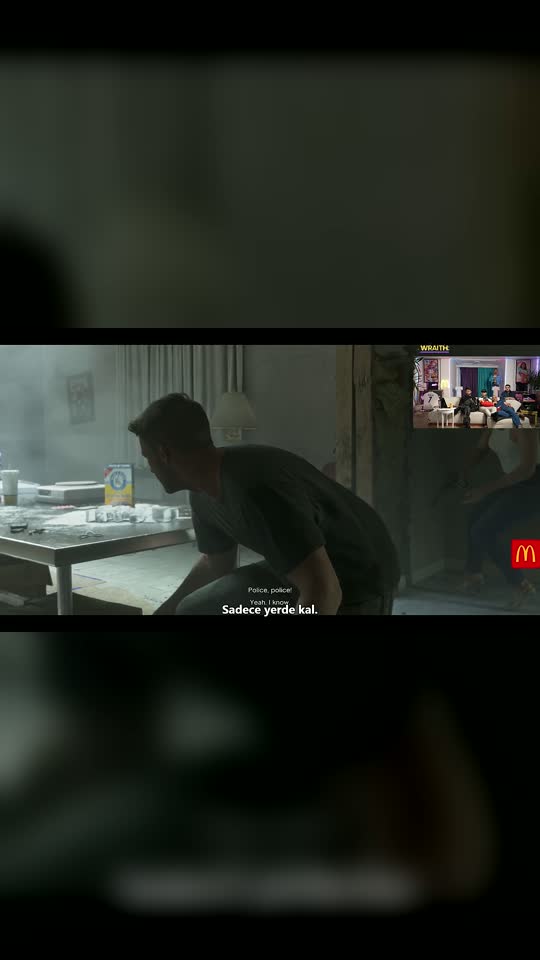 WRAITH
Police, police!
Yeah. I know.
Sadece yerde kal.